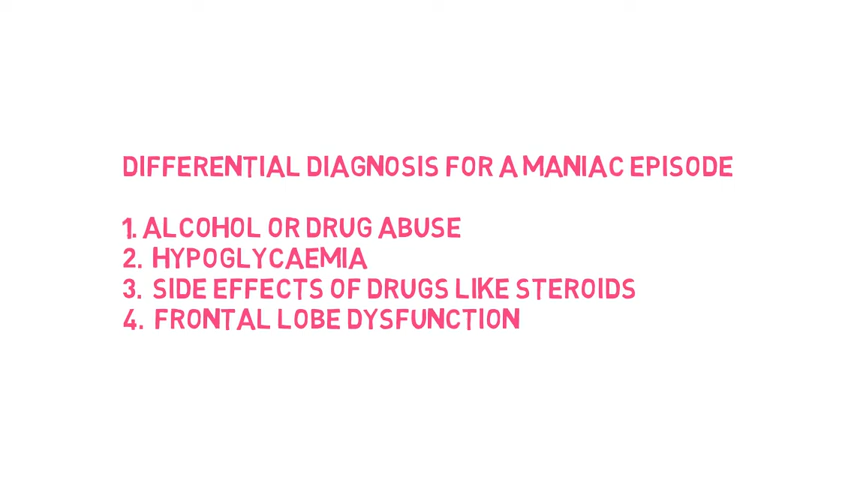 DIFFERENTIAL DIAGNOSIS FOR A MANIAC EPISODE
1. ALCOHOL OR DRUG ABUSE
2. HYPOGLYCAEMIA
3. SIDE EFFECTS OF DRUGS LIKE STEROIDS
4. FRONTAL LOBE DYSFUNCTION